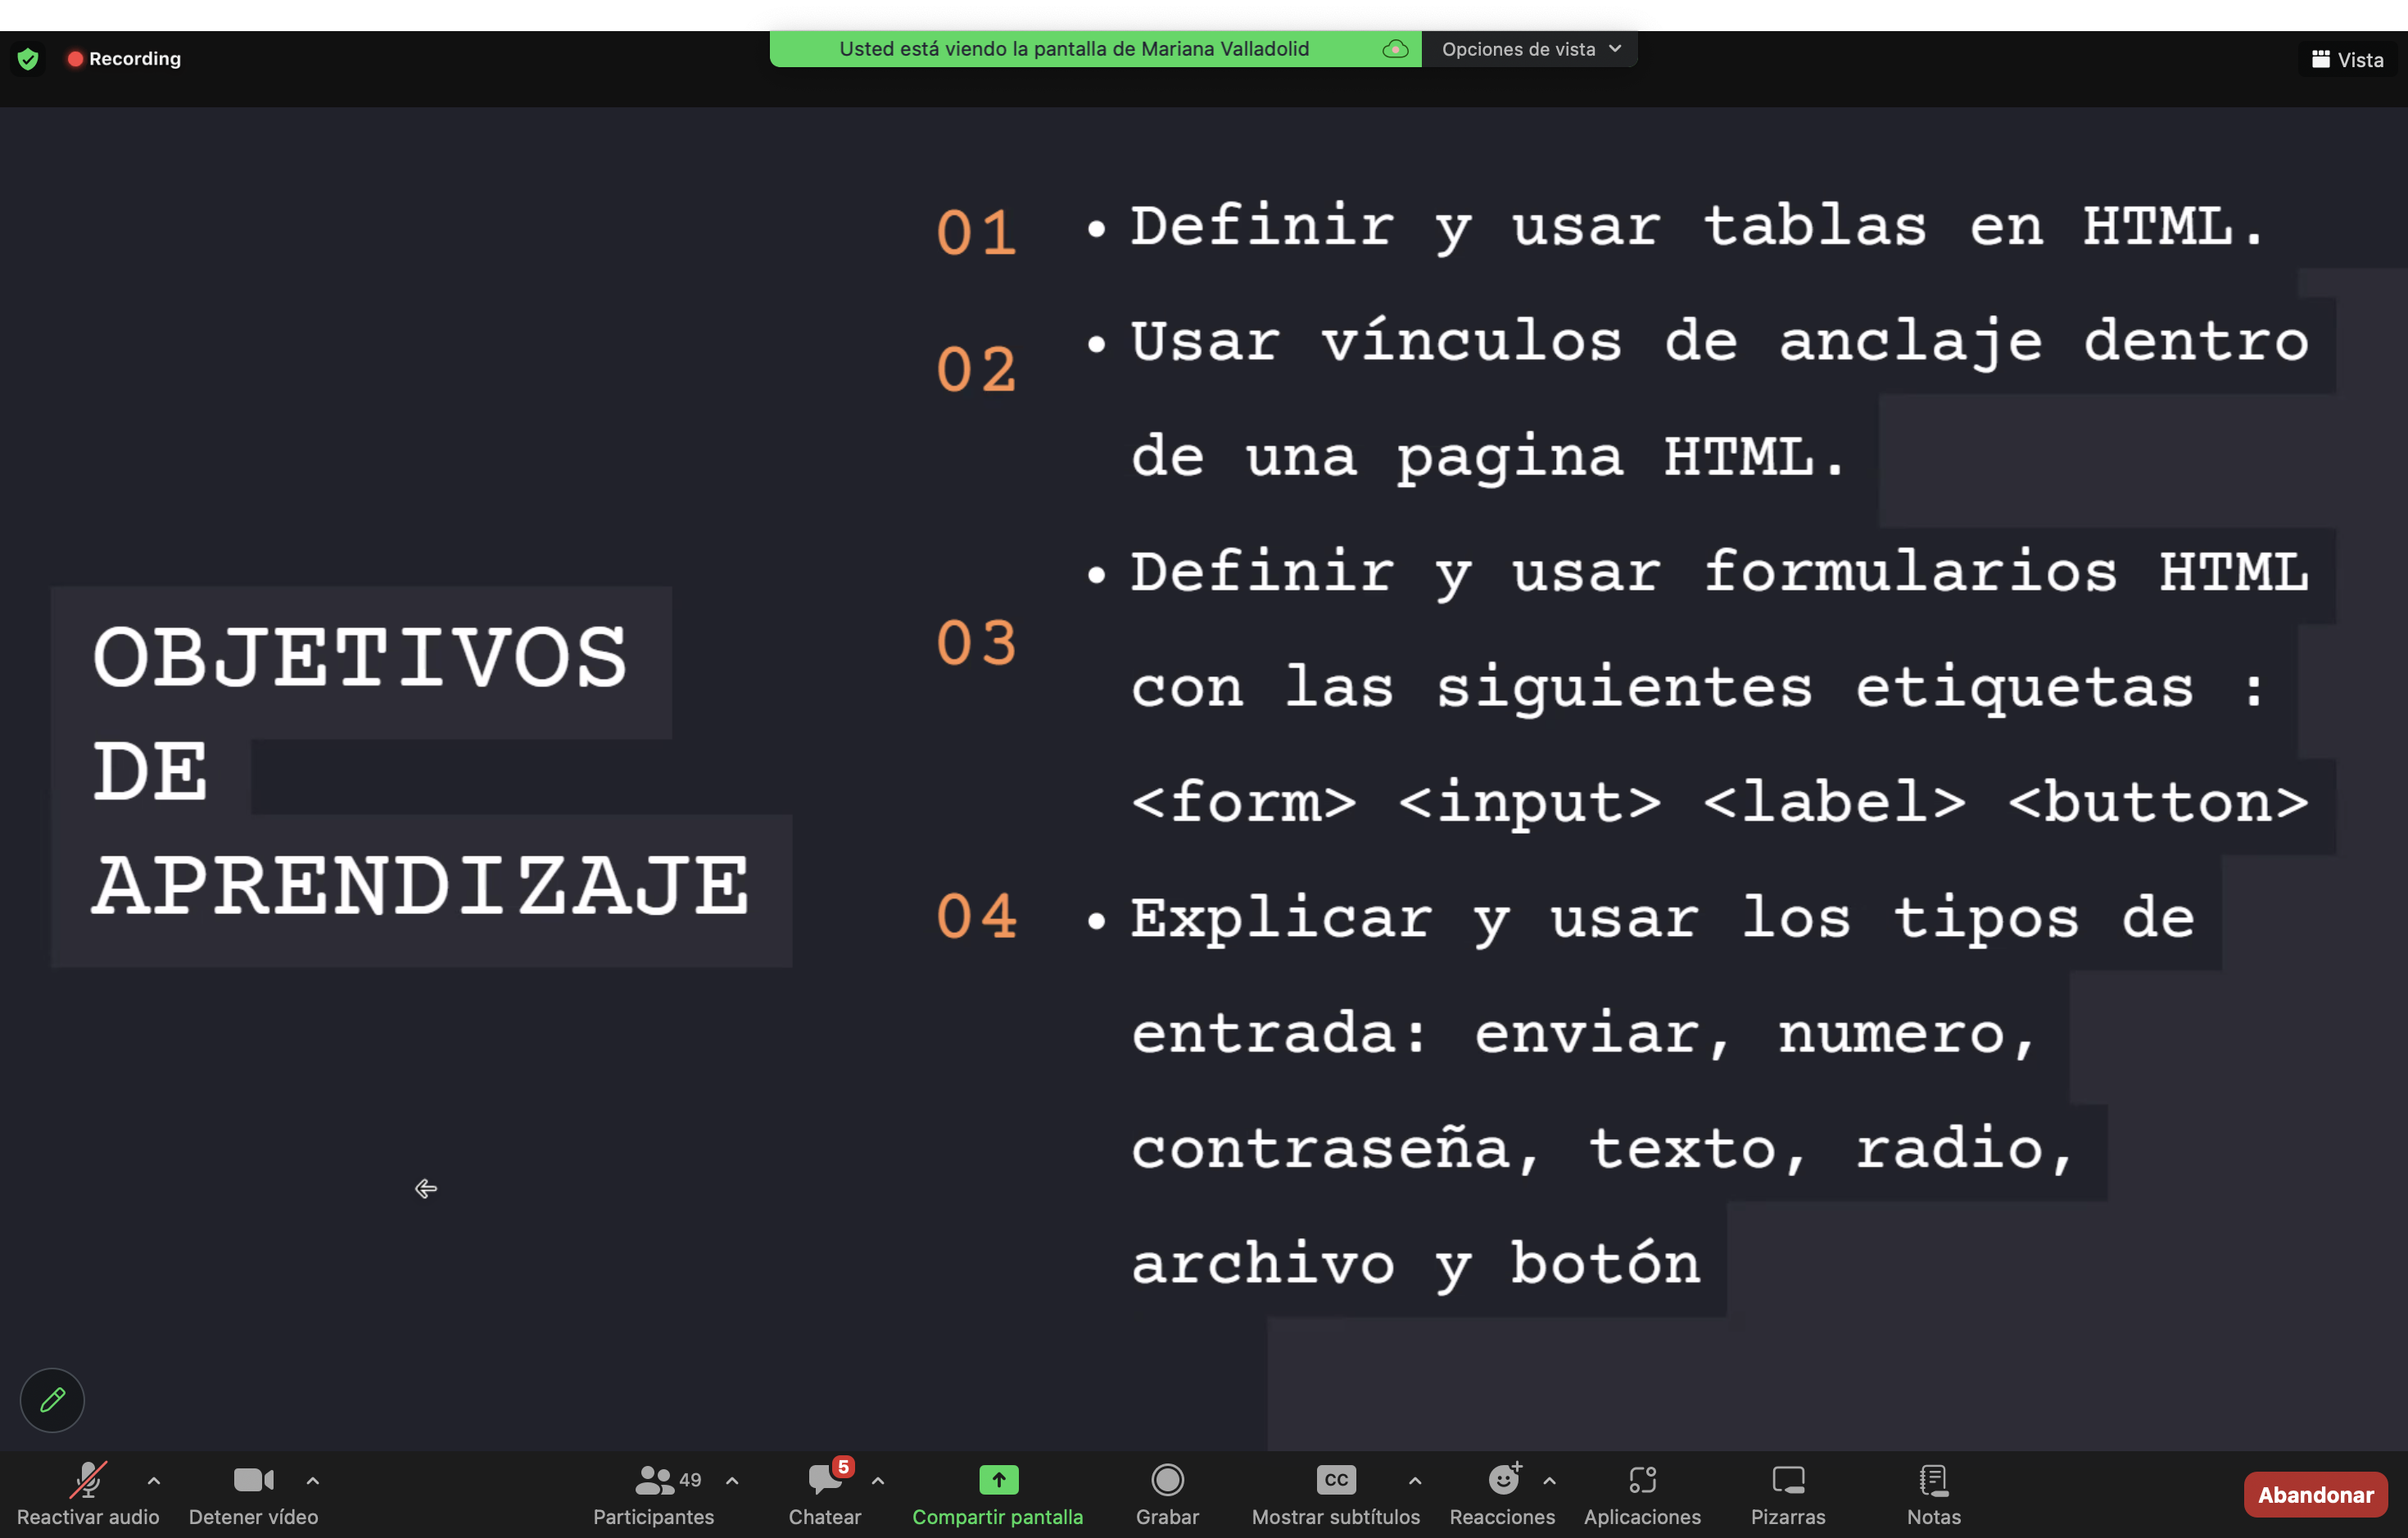 Recording
Usted está viendo la pantalla de Mariana Valladolid
Opciones de vista
Vista
OBJETIVOS
DE
APRENDIZAJE
01
• Definir y usar tablas en HTML.
02
• Usar vínculos de anclaje dentro
de una pagina HTML.
03
• Definir y usar formularios HTML
con las siguientes etiquetas :
<form> <input> <label> <button>
04
• Explicar y usar los tipos de
entrada: enviar, numero,
contraseña, texto, radio,
archivo y botón
Reactivar audio
Detener vídeo
49
Participantes
5
Chatear
Compartir pantalla
Grabar
CC
Mostrar subtítulos
Reacciones
Aplicaciones
Pizarras
Notas
Abandonar